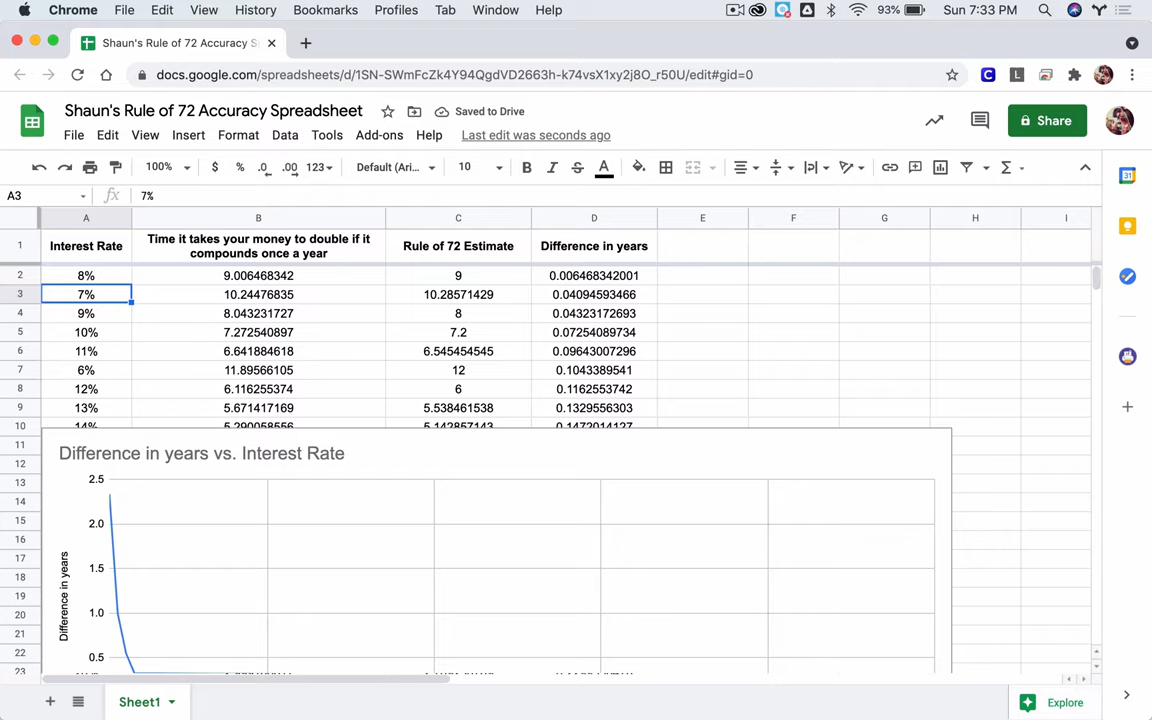 Chrome File Edit View History Bookmarks Profiles Tab Window Help 93% Sun 7:33 PM
Shaun's Rule of 72 Accuracy S
docs.google.com/spreadsheets/d/1SN-SWmFcZk4Y94QgdVD2663h-k74vsX1xy2j8O_r50U/edit#gid=0
Shaun's Rule of 72 Accuracy Spreadsheet Saved to Drive
Share
File Edit View Insert Format Data Tools Add-ons Help Last edit was seconds ago
100% $ % .0 .00 123 Default (Ari... 10 B I S A
A3 fx 7%
A B C D E F G H I
1 Interest Rate Time it takes your money to double if it compounds once a year Rule of 72 Estimate Difference in years
2 8% 9.006468342 9 0.006468342001
3 7% 10.24476835 10.28571429 0.04094593466
4 9% 8.043231727 8 0.04323172693
5 10% 7.272540897 7.2 0.07254089734
6 11% 6.641884618 6.545454545 0.09643007296
7 6% 11.89566105 12 0.1043389541
8 12% 6.116255374 6 0.1162553742
9 13% 5.671417169 5.538461538 0.1329556303
10 14% 5.290058556 5.142857143 0.1472014127
11
12
13
14
15
16
17
18
19
20
21
22
23
Difference in years vs. Interest Rate
2.5
2.0
1.5
1.0
0.5
Difference in years
Sheet1 Explore